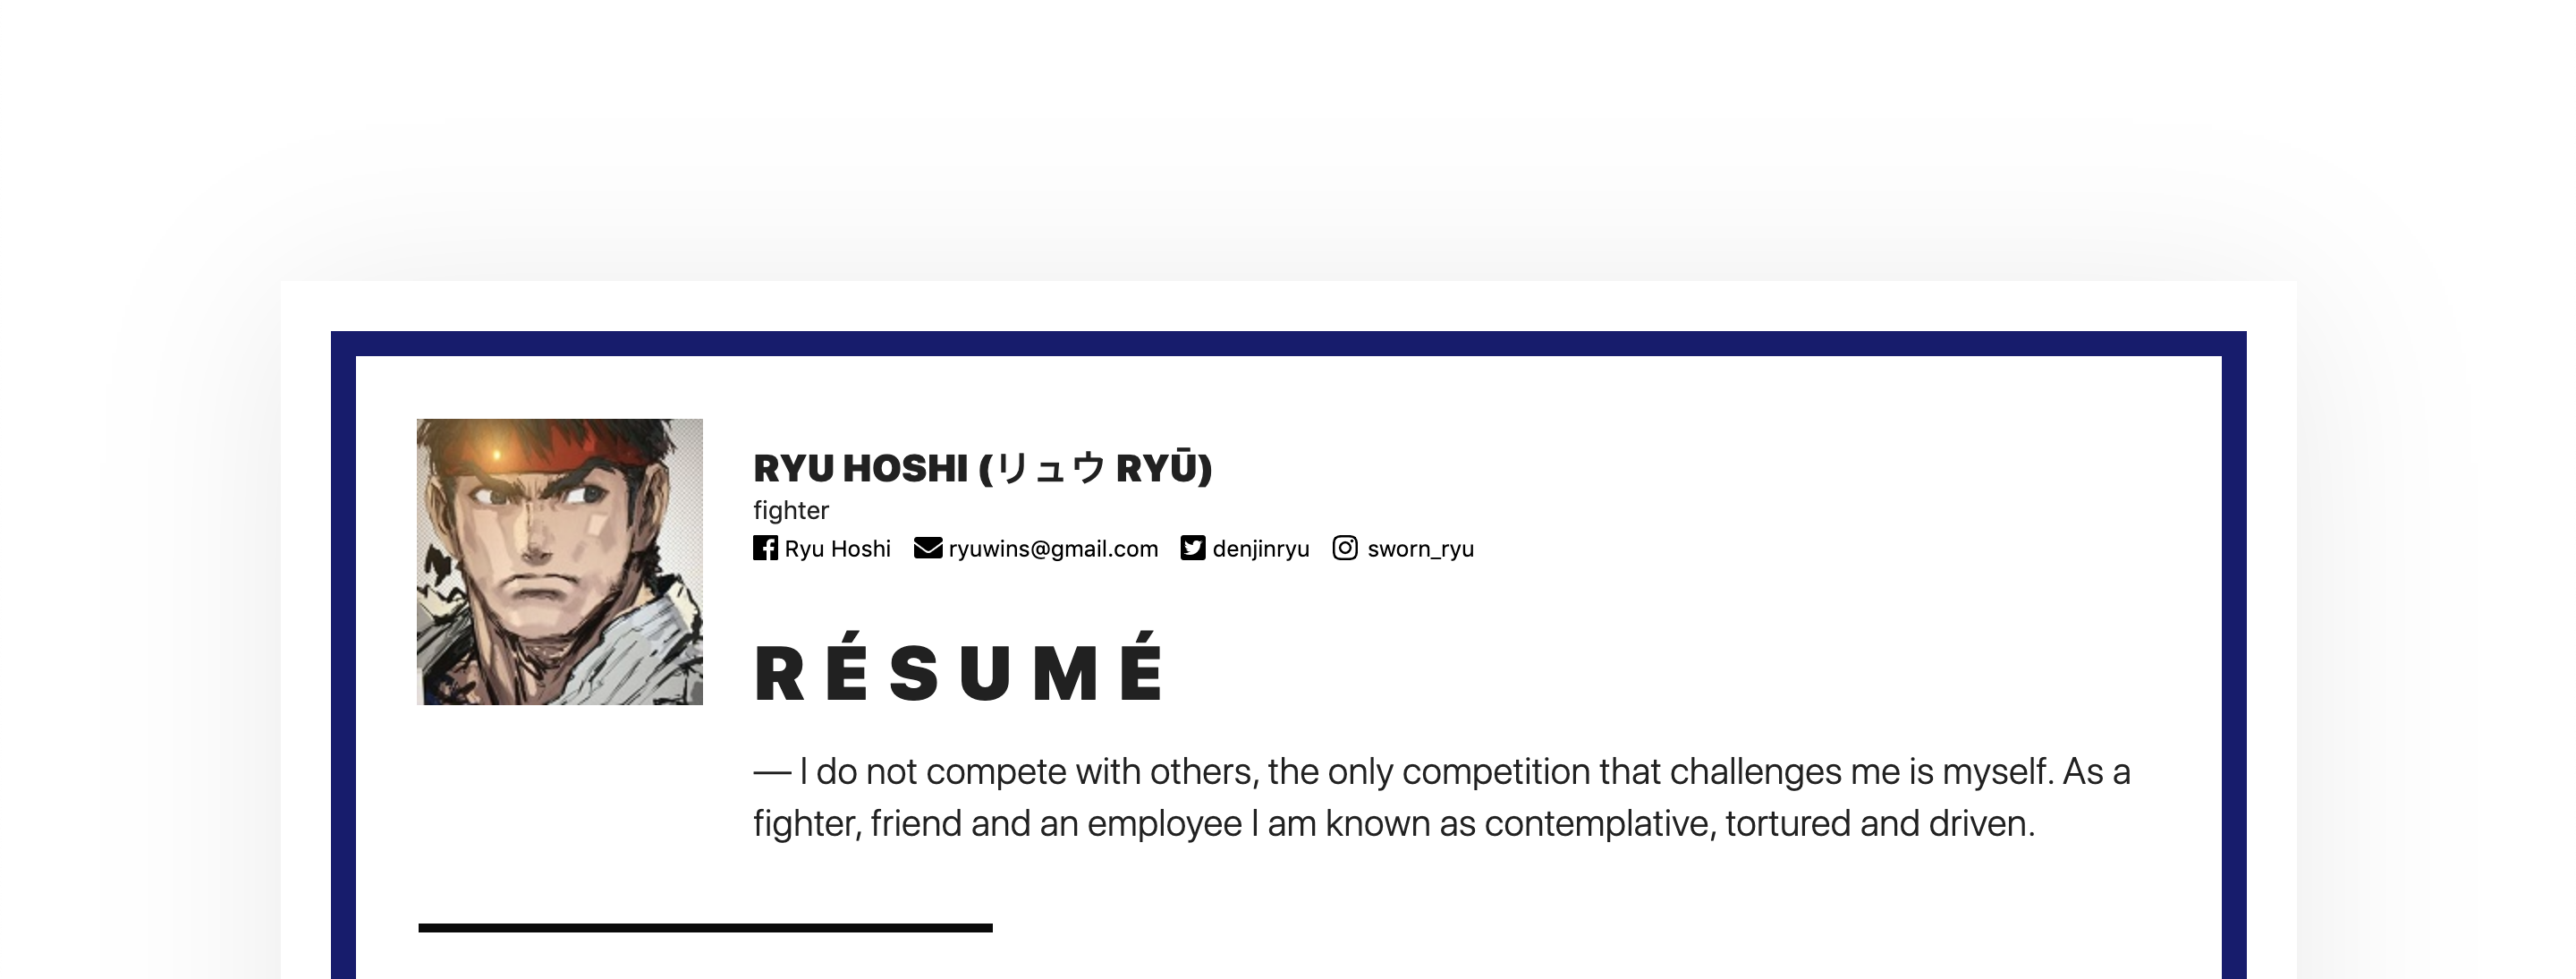 RYU HOSHI (リュウ RYŪ)
fighter
Ryu Hoshi ryuwins@gmail.com denjinryu sworn_ryu
RÉSUMÉ
— I do not compete with others, the only competition that challenges me is myself. As a
fighter, friend and an employee I am known as contemplative, tortured and driven.